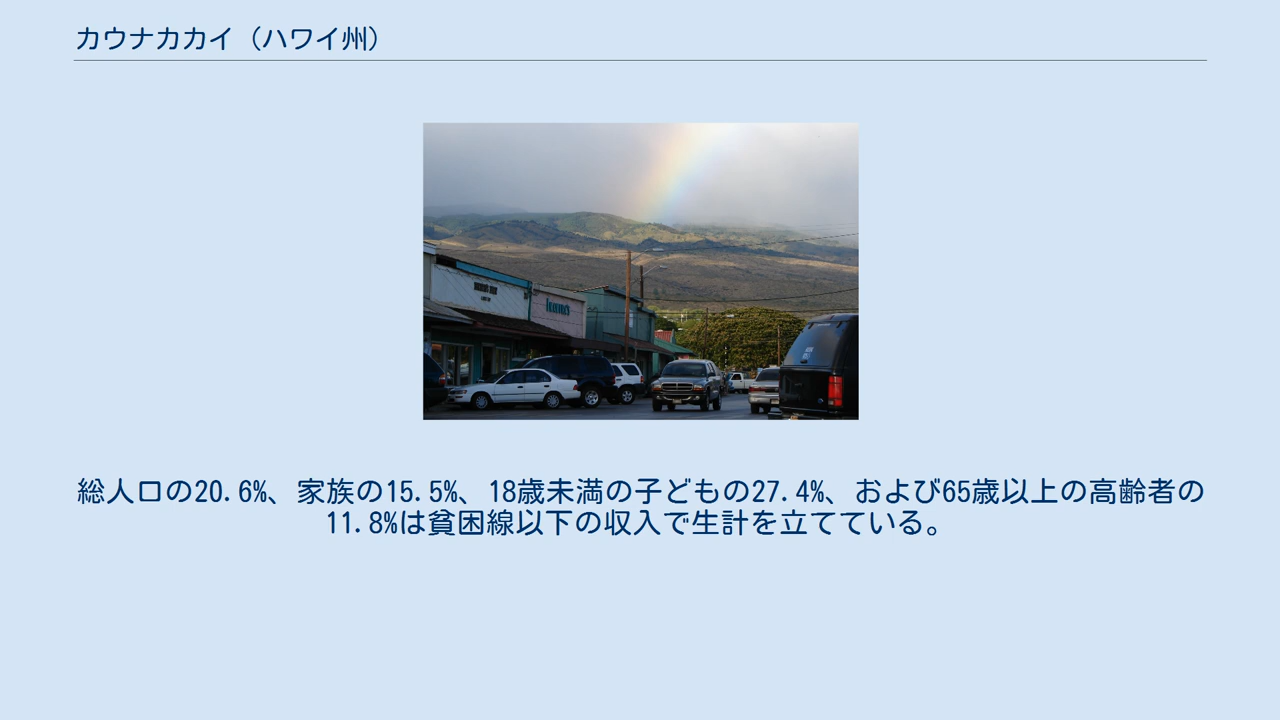 カウナカカイ（ハワイ州）
総人口の20.6%、家族の15.5%、18歳未満の子どもの27.4%、および65歳以上の高齢者の
11.8%は貧困線以下の収入で生計を立てている。